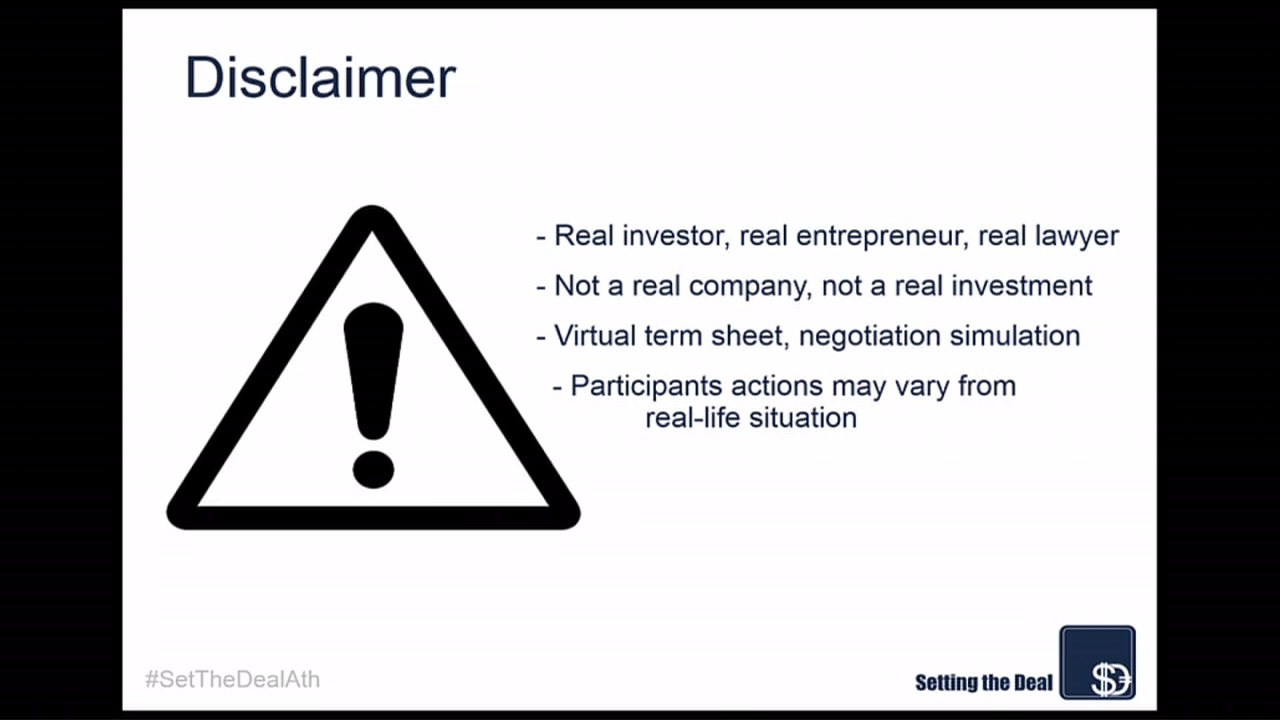 Disclaimer
- Real investor, real entrepreneur, real lawyer
- Not a real company, not a real investment
- Virtual term sheet, negotiation simulation
- Participants actions may vary from
real-life situation
#SetTheDealAth
Setting the Deal